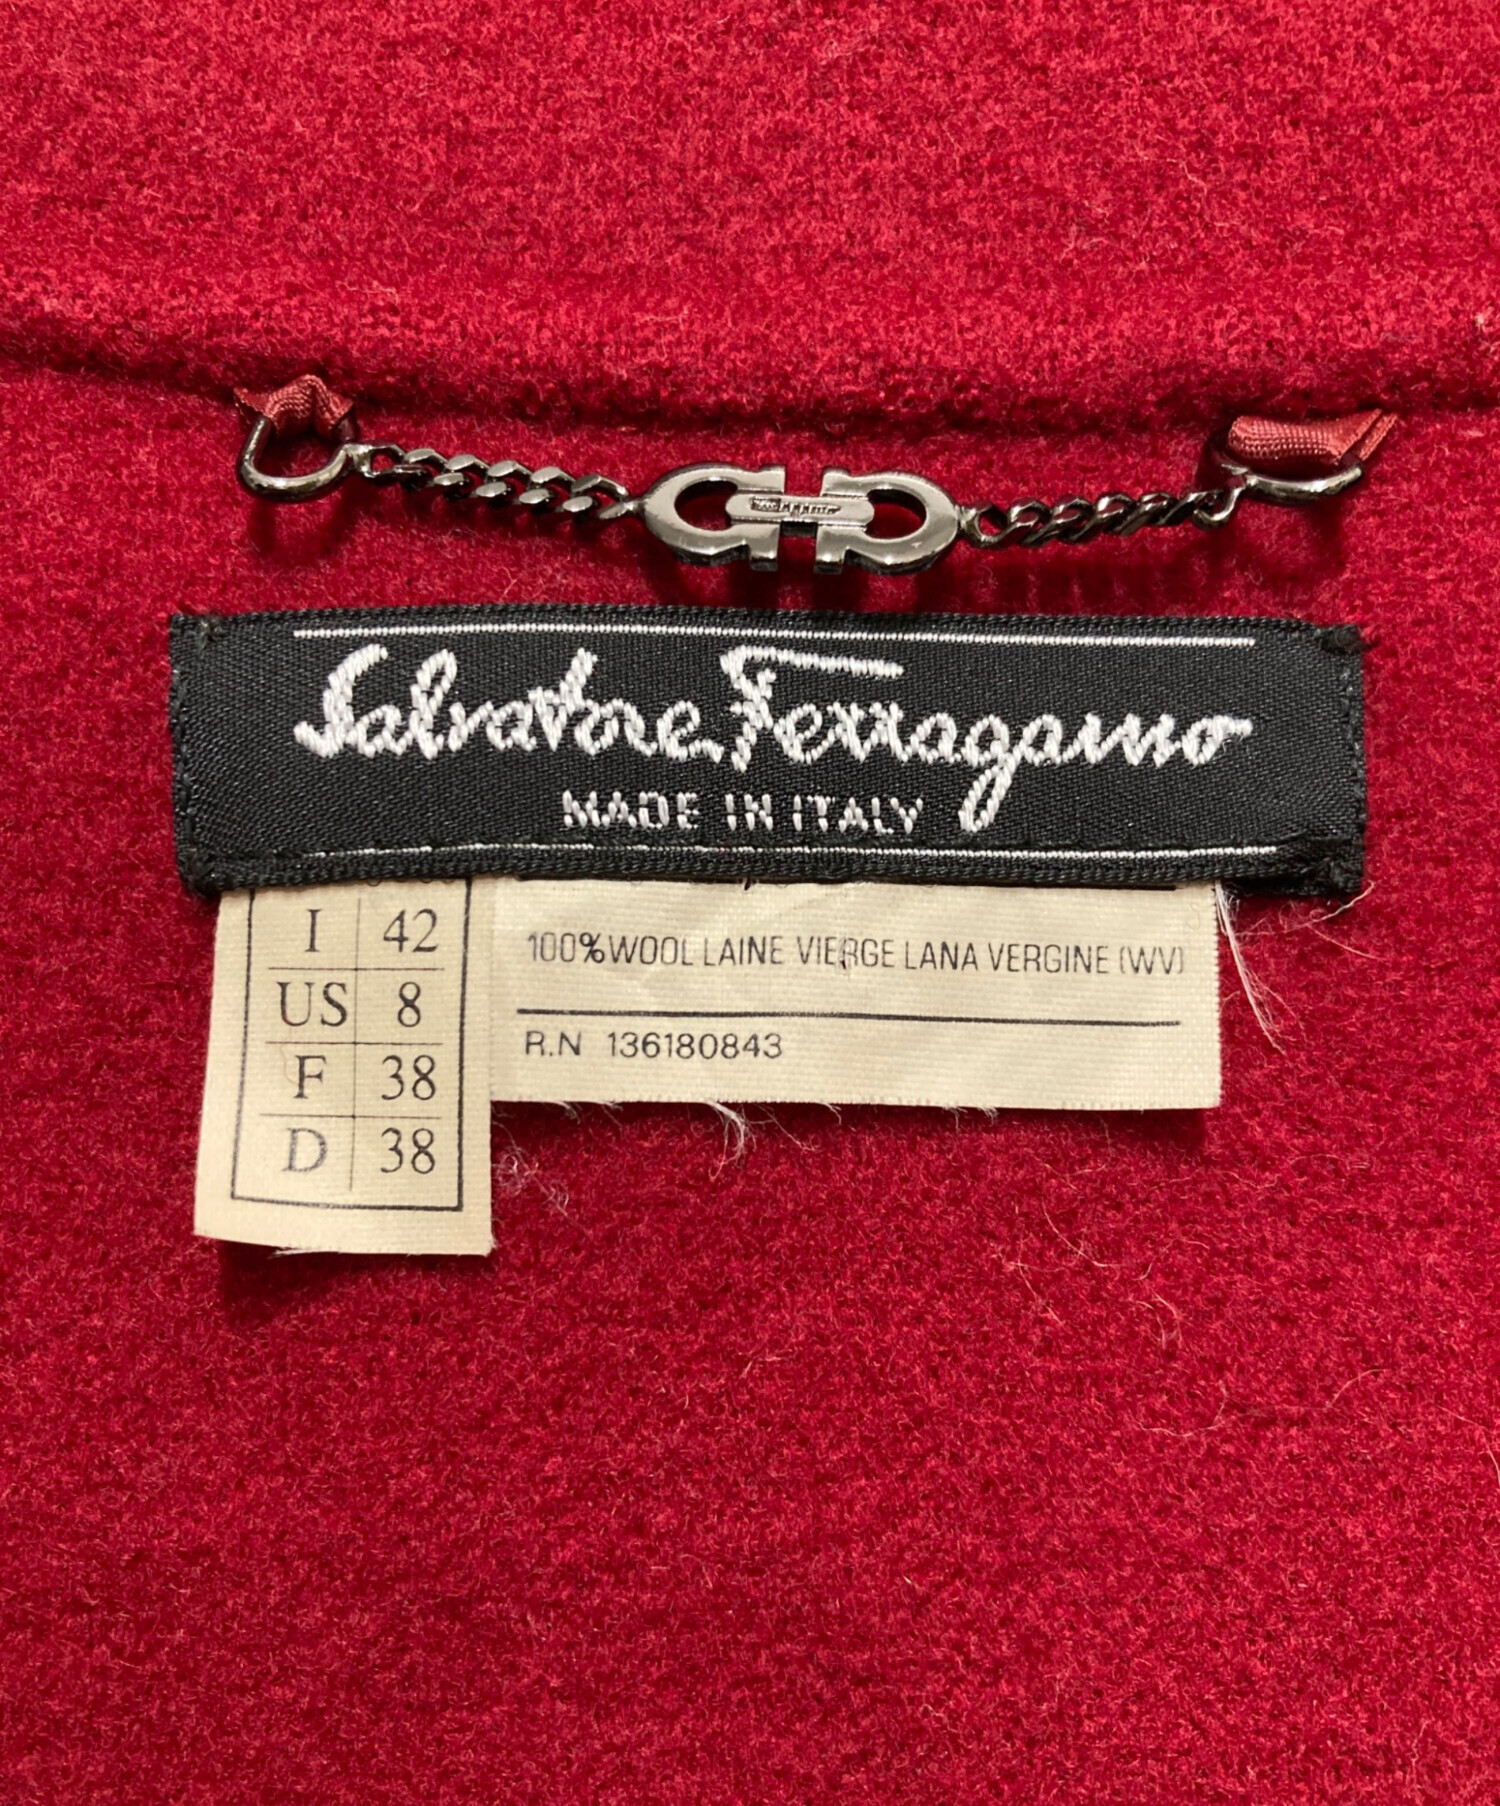 Salvatore Ferragamo
MADE IN ITALY
I 42
US 8
F 38
D 38
100% WOOL LAINE VIERGE LANA VERGINE (WV)
R.N 136180843